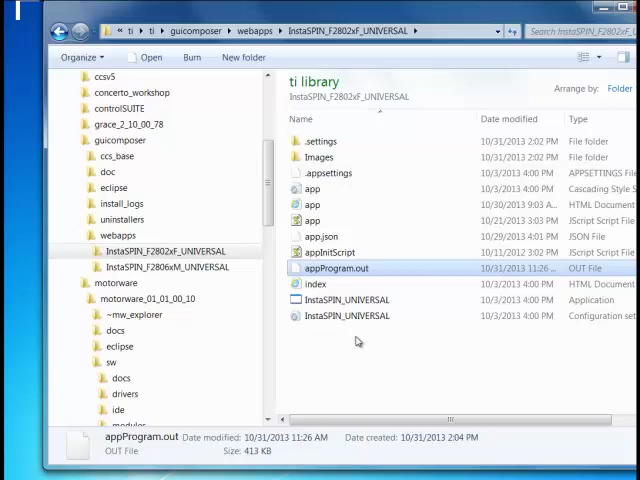 « ti ▸ ti ▸ guicomposer ▸ webapps ▸ InstaSPIN_F2802xF_UNIVERSAL ▸
Search InstaSPIN_F2802xF_U
Organize ▾ Open Burn New folder
ccsv5
concerto_workshop
controlSUITE
grace_2_10_00_78
guicomposer
ccs_base
doc
eclipse
install_logs
uninstallers
webapps
InstaSPIN_F2802xF_UNIVERSAL
InstaSPIN_F2806xM_UNIVERSAL
motorware
motorware_01_01_00_10
~mw_explorer
docs
eclipse
sw
docs
drivers
ide
modules
ti library
InstaSPIN_F2802xF_UNIVERSAL
Arrange by: Folder
Name Date modified Type
.settings 10/31/2013 2:02 PM File folder
Images 10/31/2013 2:02 PM File folder
.appsettings 10/3/2013 4:00 PM APPSETTINGS File
app 10/3/2013 4:00 PM Cascading Style
app 10/30/2013 9:03 A... HTML Document
app 10/21/2013 3:03 PM JScript Script File
app.json 10/29/2013 4:01 PM JSON File
appInitScript 10/11/2012 3:02 PM JScript Script File
appProgram.out 10/31/2013 11:26 ... OUT File
index 10/3/2013 4:00 PM HTML Document
InstaSPIN_UNIVERSAL 10/3/2013 4:00 PM Application
InstaSPIN_UNIVERSAL 10/3/2013 4:00 PM Configuration set
appProgram.out Date modified: 10/31/2013 11:26 AM Date created: 10/31/2013 2:04 PM
OUT File Size: 413 KB